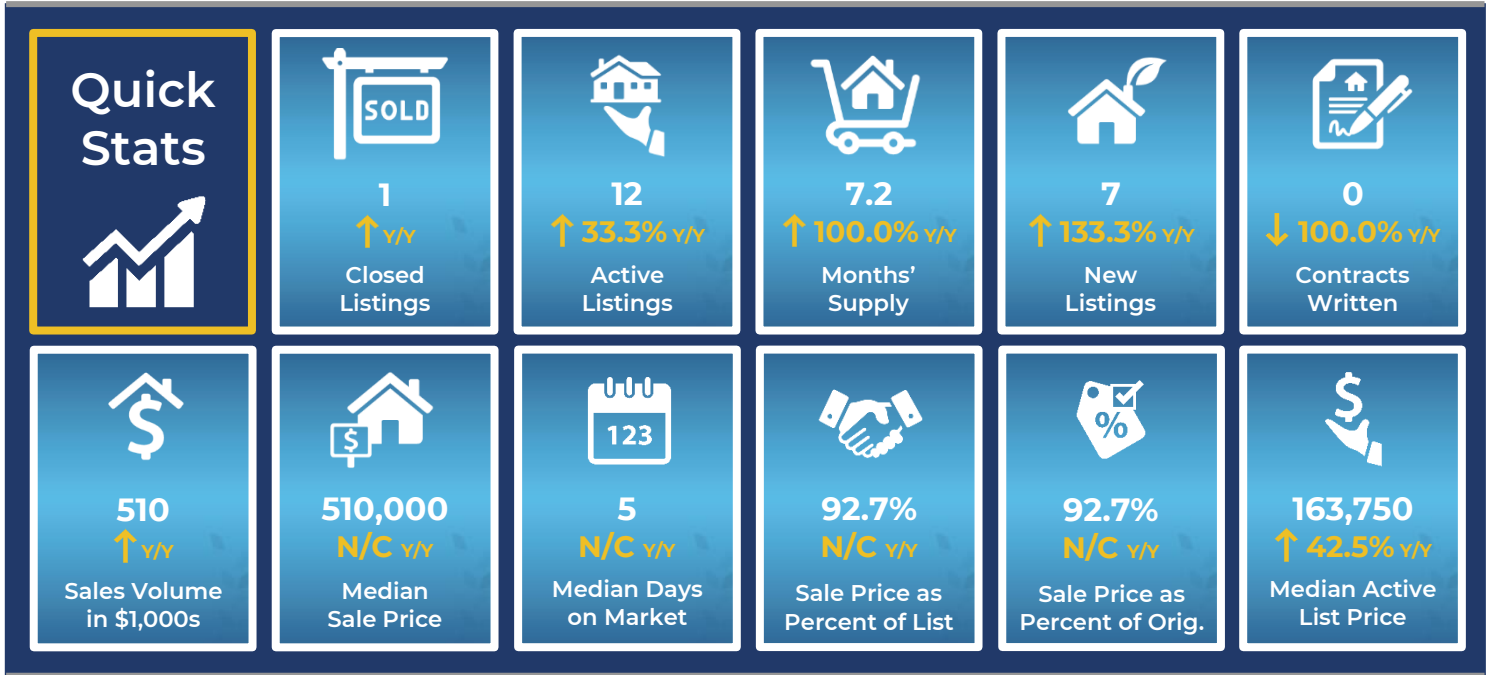 Quick
Stats
SOLD
1
↑ Y/Y
Closed
Listings
12
↑ 33.3% Y/Y
Active
Listings
7.2
↑ 100.0% Y/Y
Months’
Supply
7
↑ 133.3% Y/Y
New
Listings
0
↓ 100.0% Y/Y
Contracts
Written
$
510
↑ Y/Y
Sales Volume
in $1,000s
$
510,000
N/C Y/Y
Median
Sale Price
123
5
N/C Y/Y
Median Days
on Market
92.7%
N/C Y/Y
Sale Price as
Percent of List
%
92.7%
N/C Y/Y
Sale Price as
Percent of Orig.
$
163,750
↑ 42.5% Y/Y
Median Active
List Price